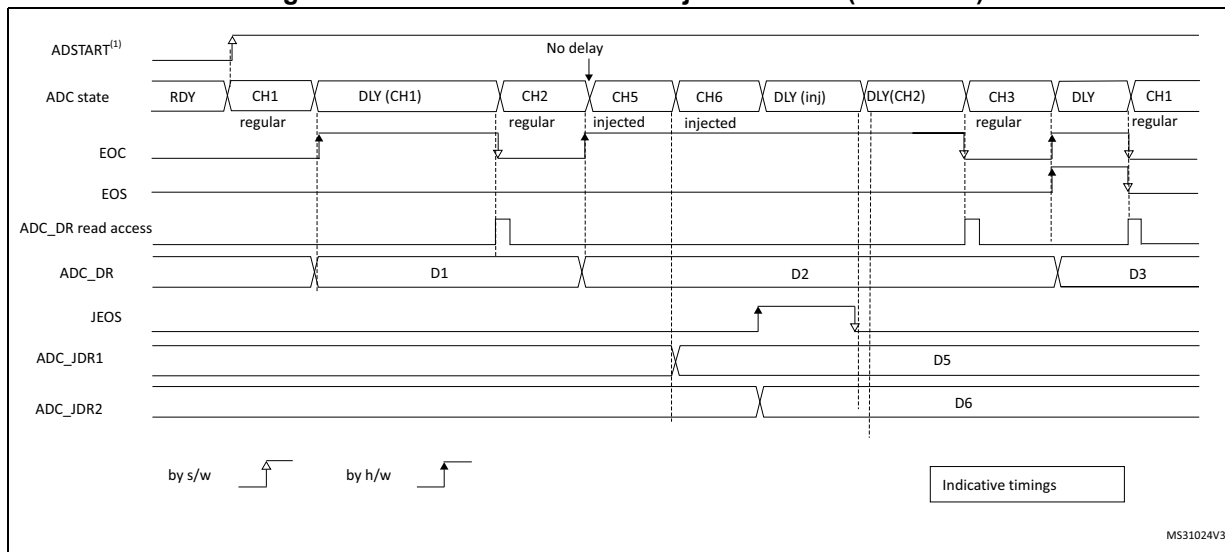 ADSTART(1)
No delay
ADC state RDY CH1 DLY (CH1) CH2 CH5 CH6 DLY (inj) DLY(CH2) CH3 DLY CH1
regular regular injected injected regular regular
EOC
EOS
ADC_DR read access
ADC_DR D1 D2 D3
JEOS
ADC_JDR1 D5
ADC_JDR2 D6
by s/w by h/w Indicative timings
MS31024V3